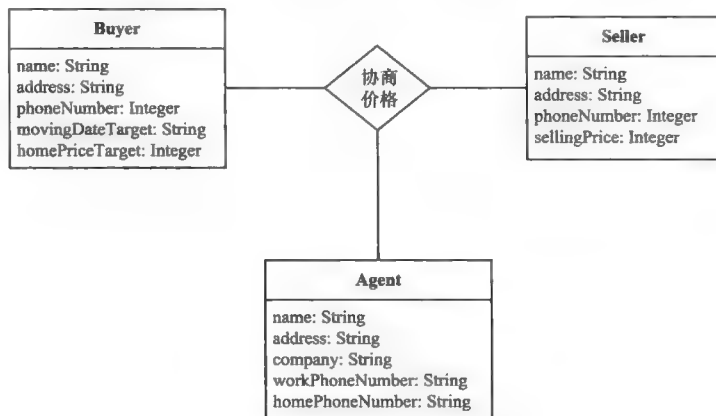 Buyer
name: String
address: String
phoneNumber: Integer
movingDateTarget: String
homePriceTarget: Integer
协商
价格
Seller
name: String
address: String
phoneNumber: Integer
sellingPrice: Integer
Agent
name: String
address: String
company: String
workPhoneNumber: String
homePhoneNumber: String